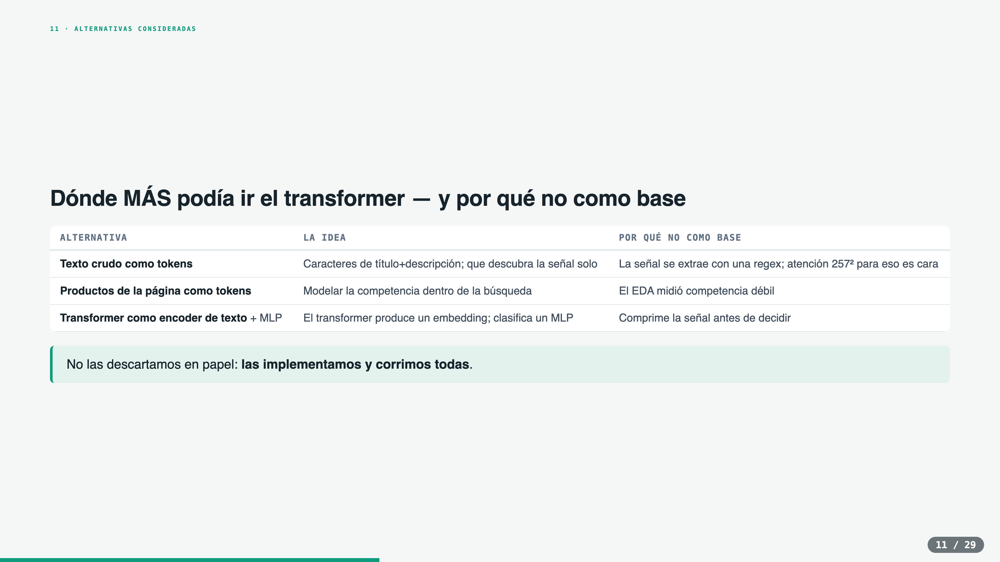 11 · ALTERNATIVAS CONSIDERADAS
Dónde MÁS podía ir el transformer — y por qué no como base
ALTERNATIVA LA IDEA POR QUÉ NO COMO BASE
Texto crudo como tokens Caracteres de título+descripción; que descubra la señal solo La señal se extrae con una regex; atención 257² para eso es cara
Productos de la página como tokens Modelar la competencia dentro de la búsqueda El EDA midió competencia débil
Transformer como encoder de texto + MLP El transformer produce un embedding; clasifica un MLP Comprime la señal antes de decidir
No las descartamos en papel: las implementamos y corrimos todas.
11 / 29